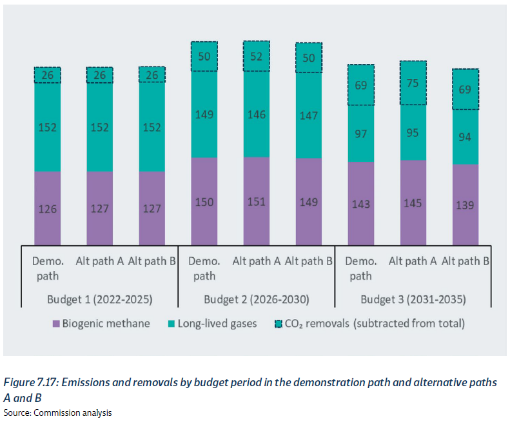 26 26 26 50 52 50 69 75 69
152 152 152 149 146 147 97 95 94
126 127 127 150 151 149 143 145 139
Demo. Alt path A Alt path B Demo. Alt path A Alt path B Demo. Alt path A Alt path B
path path path
Budget 1 (2022-2025) Budget 2 (2026-2030) Budget 3 (2031-2035)
Biogenic methane Long-lived gases CO₂ removals (subtracted from total)
Figure 7.17: Emissions and removals by budget period in the demonstration path and alternative paths
A and B
Source: Commission analysis